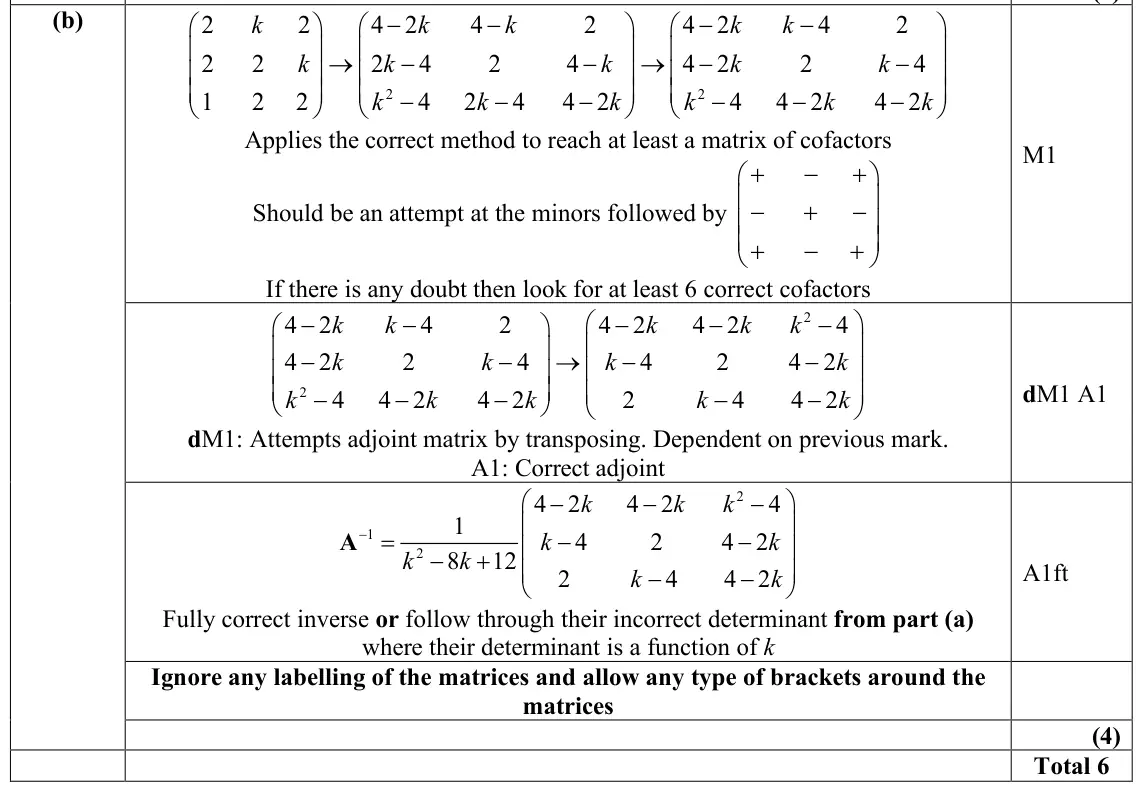 (b)
(2 k 2) → (4−2k 4−k 2) → (4−2k k−4 2)
(2 2 k) → (2k−4 2 4−k) → (4−2k 2 k−4)
(1 2 2) → (k²−4 2k−4 4−2k) → (k²−4 4−2k 4−2k)
Applies the correct method to reach at least a matrix of cofactors
M1
Should be an attempt at the minors followed by
(+ − +)
(− + −)
(+ − +)
If there is any doubt then look for at least 6 correct cofactors
(4−2k k−4 2) → (4−2k 4−2k k²−4)
(4−2k 2 k−4) → (k−4 2 4−2k)
(k²−4 4−2k 4−2k) → (2 k−4 4−2k)
dM1 A1
dM1: Attempts adjoint matrix by transposing. Dependent on previous mark.
A1: Correct adjoint
A⁻¹ = 1/(k²−8k+12)
(4−2k 4−2k k²−4)
(k−4 2 4−2k)
(2 k−4 4−2k)
A1ft
Fully correct inverse or follow through their incorrect determinant from part (a)
where their determinant is a function of k
Ignore any labelling of the matrices and allow any type of brackets around the
matrices
(4)
Total 6